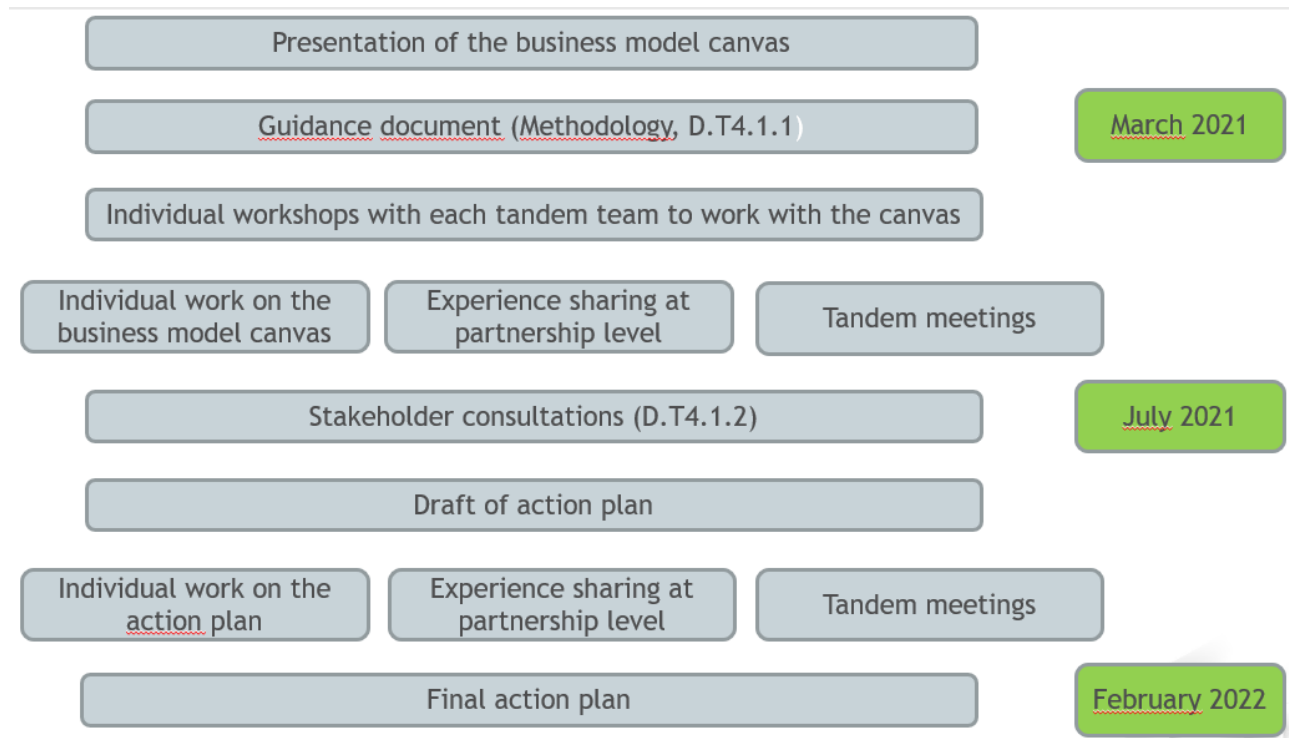 Presentation of the business model canvas
Guidance document (Methodology, D.T4.1.1)
March 2021
Individual workshops with each tandem team to work with the canvas
Individual work on the
business model canvas
Experience sharing at
partnership level
Tandem meetings
Stakeholder consultations (D.T4.1.2)
July 2021
Draft of action plan
Individual work on the
action plan
Experience sharing at
partnership level
Tandem meetings
Final action plan
February 2022